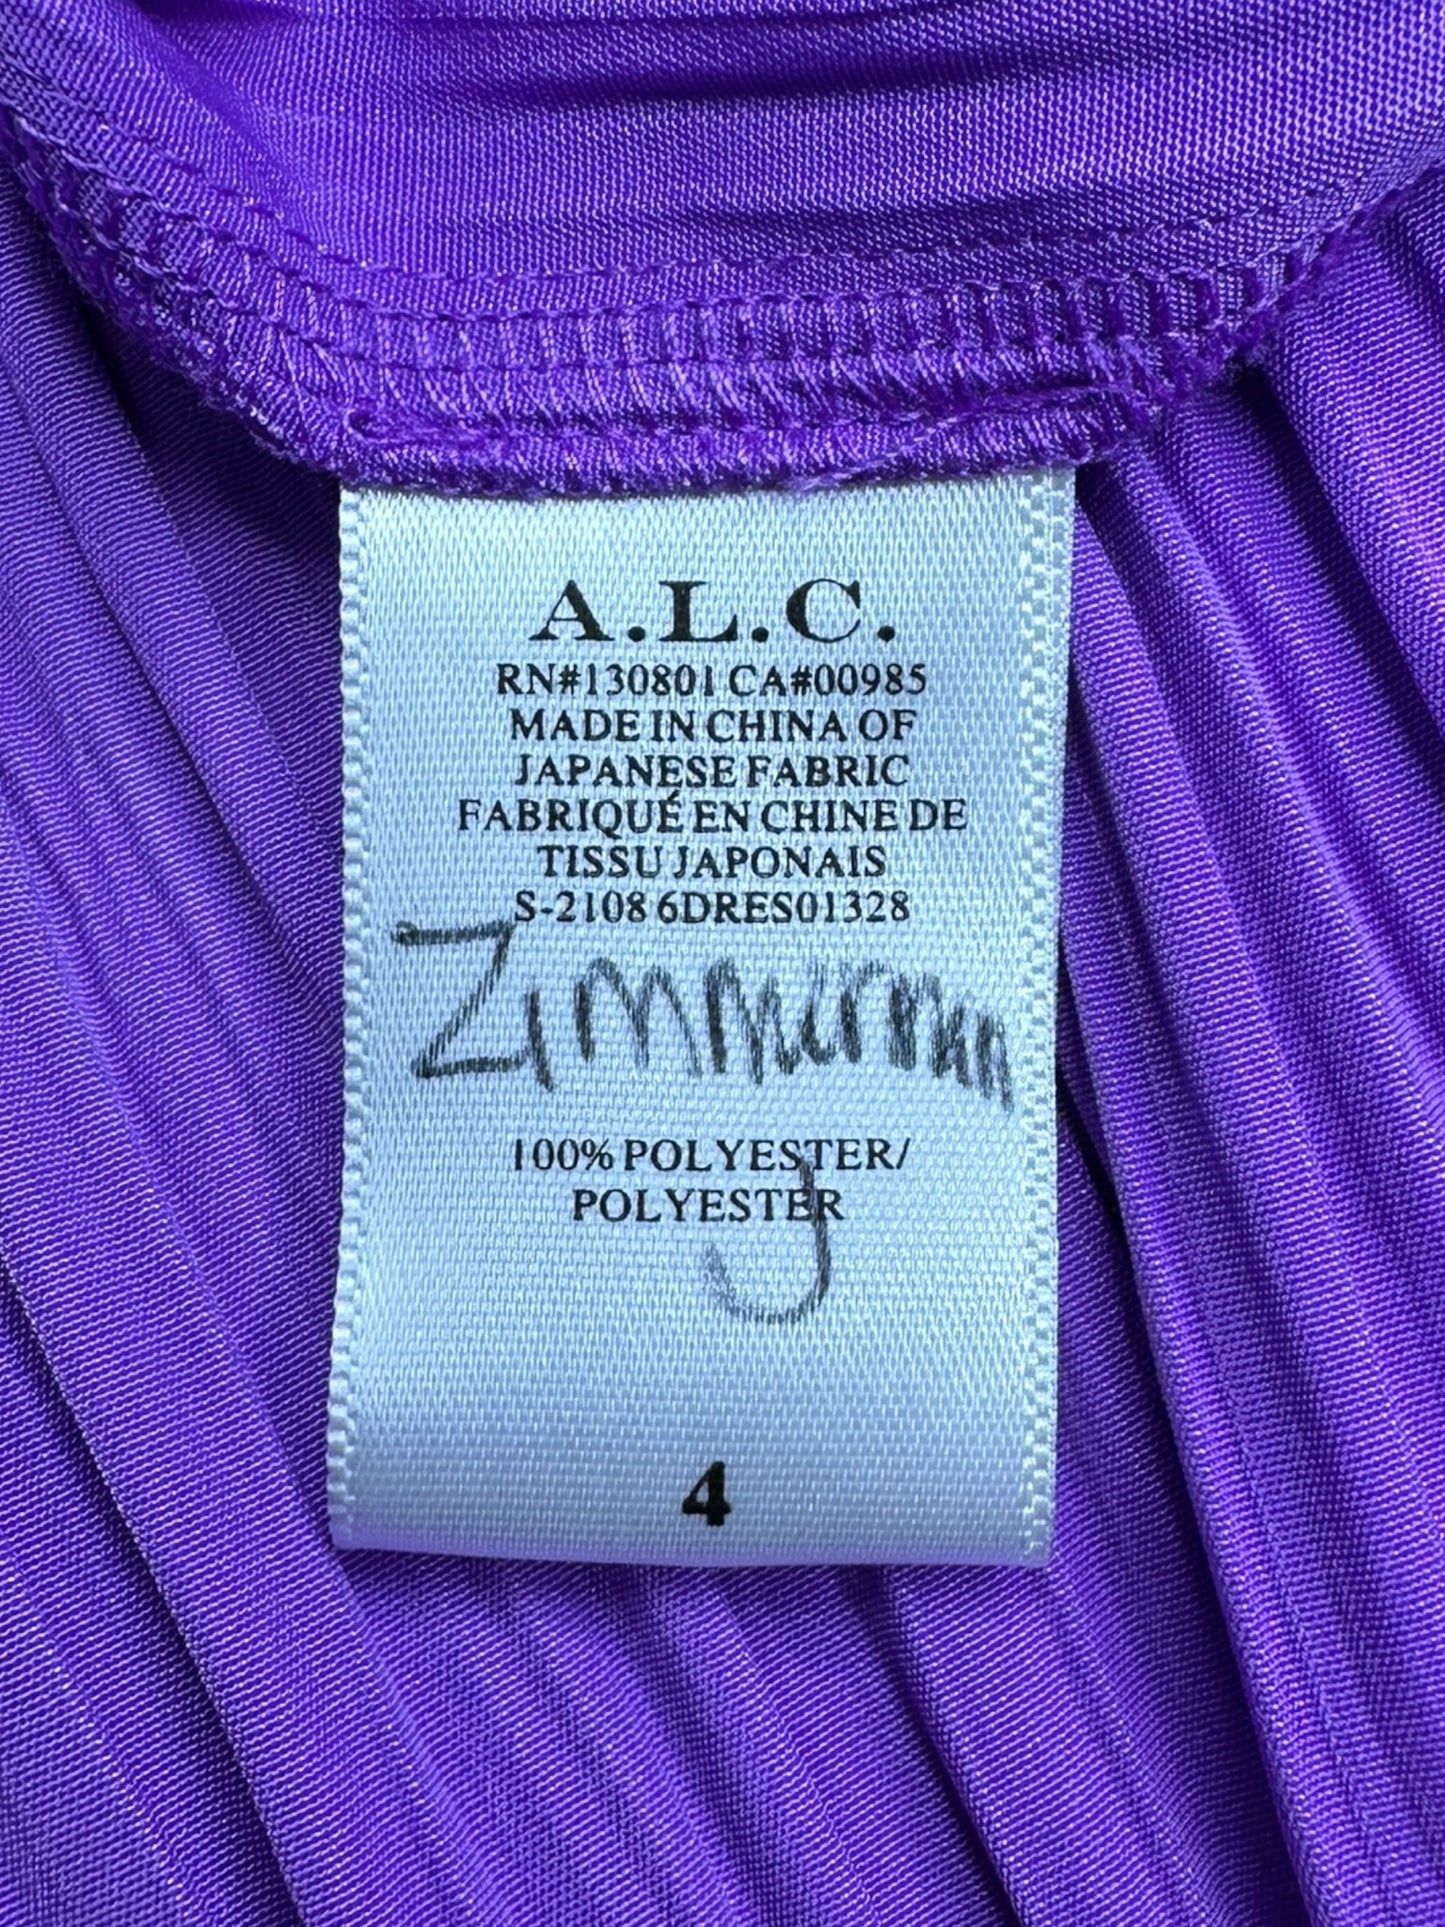 A.L.C.
RN#130801 CA#00985
MADE IN CHINA OF
JAPANESE FABRIC
FABRIQUÉ EN CHINE DE
TISSU JAPONAIS
S-2108 6DRES01328
Zimmerman
100% POLYESTER/
POLYESTER
J
4